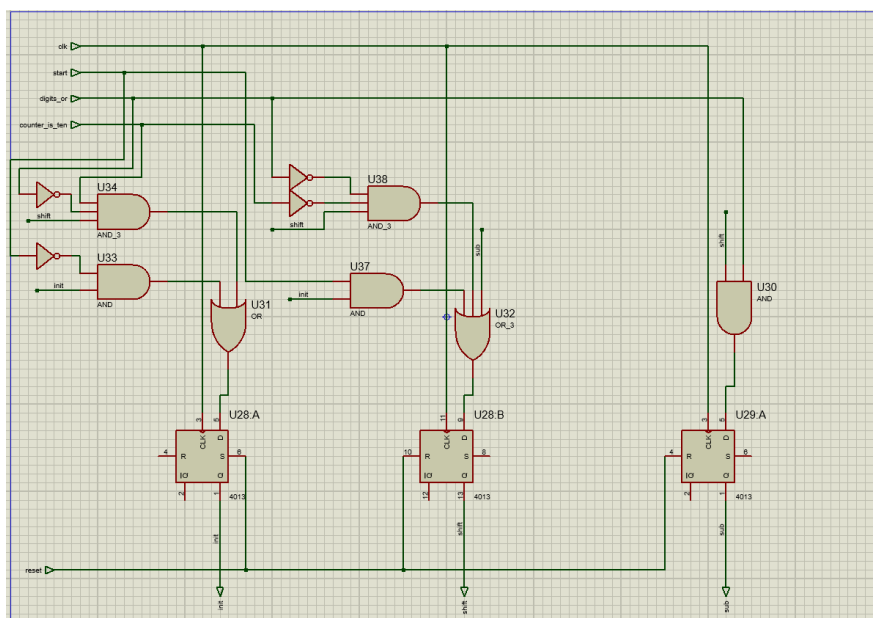 clk
start
digits_or
counter_is_ten
U34
shift
AND_3
U33
init
AND
U31
OR
U38
shift
AND_3
U37
init
AND
sub
U32
OR_3
shift
U30
AND
U28:A
3
5
CLK
D
4
R
S
6
Q
Q
2
1
4013
U28:B
11
9
CLK
D
10
R
S
8
Q
Q
12
13
4013
U29:A
3
5
CLK
D
4
R
S
6
Q
Q
2
1
4013
init
shift
sub
reset
init
shift
sub